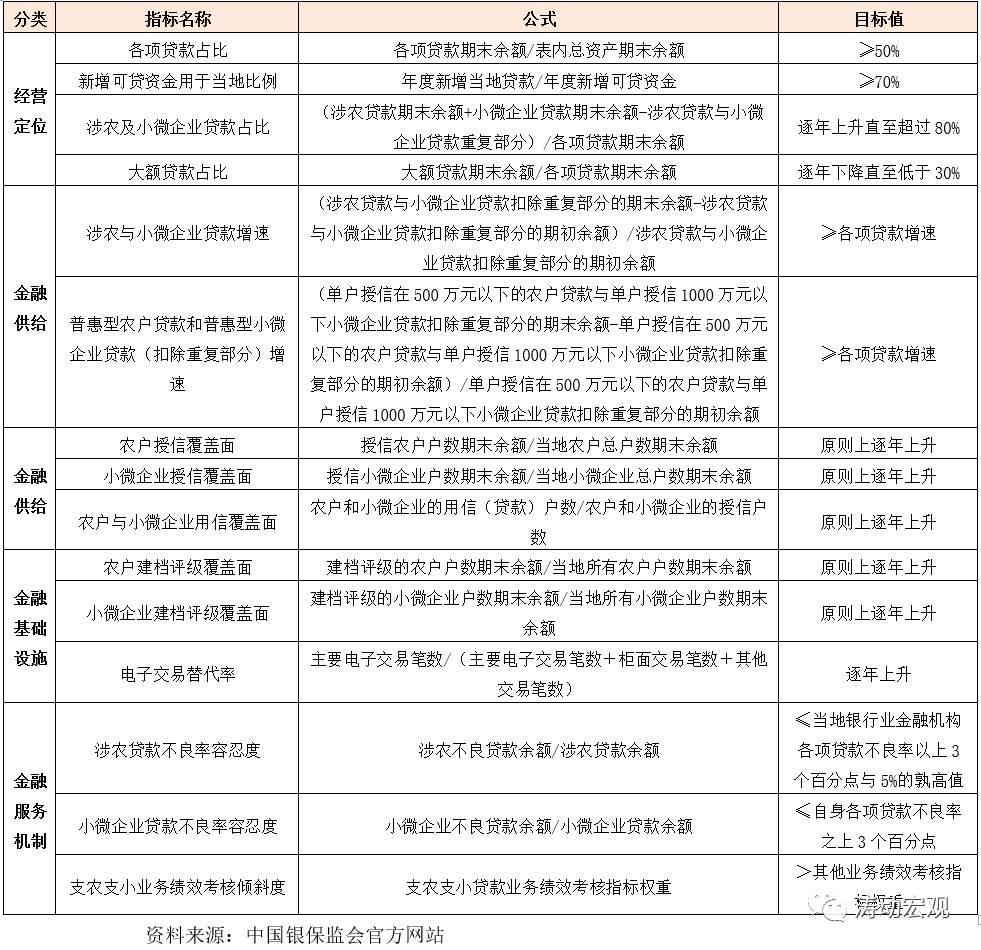 分类 指标名称 公式 目标值
经营
定位
各项贷款占比 各项贷款期末余额/表内总资产期末余额 ≥50%
新增可贷资金用于当地比例 年度新增当地贷款/年度新增可贷资金 ≥70%
涉农及小微企业贷款占比
（涉农贷款期末余额+小微企业贷款期末余额-涉农贷款与小微
企业贷款重复部分）/各项贷款期末余额
逐年上升直至超过80%
大额贷款占比 大额贷款期末余额/各项贷款期末余额 逐年下降直至低于30%
金融
供给
涉农与小微企业贷款增速
（涉农贷款与小微企业贷款扣除重复部分的期末余额-涉农贷款
与小微企业贷款扣除重复部分的期初余额）/涉农贷款与小微企
业贷款扣除重复部分的期初余额
≥各项贷款增速
普惠型农户贷款和普惠型小微
企业贷款（扣除重复部分）增
速
（单户授信在500万元以下的农户贷款与单户授信1000万元以
下小微企业贷款扣除重复部分的期末余额-单户授信在500万元
以下的农户贷款与单户授信1000万元以下小微企业贷款扣除重
复部分的期初余额）/单户授信在500万元以下的农户贷款与单
户授信1000万元以下小微企业贷款扣除重复部分的期初余额
≥各项贷款增速
金融
供给
农户授信覆盖面 授信农户户数期末余额/当地农户总户数期末余额 原则上逐年上升
小微企业授信覆盖面 授信小微企业户数期末余额/当地小微企业总户数期末余额 原则上逐年上升
农户与小微企业用信覆盖面
农户和小微企业的用信（贷款）户数/农户和小微企业的授信户
数
原则上逐年上升
金融
基础
设施
农户建档评级覆盖面 建档评级的农户户数期末余额/当地所有农户户数期末余额 原则上逐年上升
小微企业建档评级覆盖面
建档评级的小微企业户数期末余额/当地所有小微企业户数期末
余额
原则上逐年上升
电子交易替代率
主要电子交易笔数/（主要电子交易笔数＋柜面交易笔数＋其他
交易笔数）
逐年上升
金融
服务
机制
涉农贷款不良率容忍度
涉农不良贷款余额/涉农贷款余额
≤当地银行业金融机构
各项贷款不良率以上3
个百分点与5%的孰高值
小微企业贷款不良率容忍度
小微企业不良贷款余额/小微企业贷款余额
≤自身各项贷款不良率
之上3个百分点
支农支小业务绩效考核倾斜度
支农支小贷款业务绩效考核指标权重
＞其他业务绩效考核指
标权重
涛动宏观
资料来源：中国银保监会官方网站